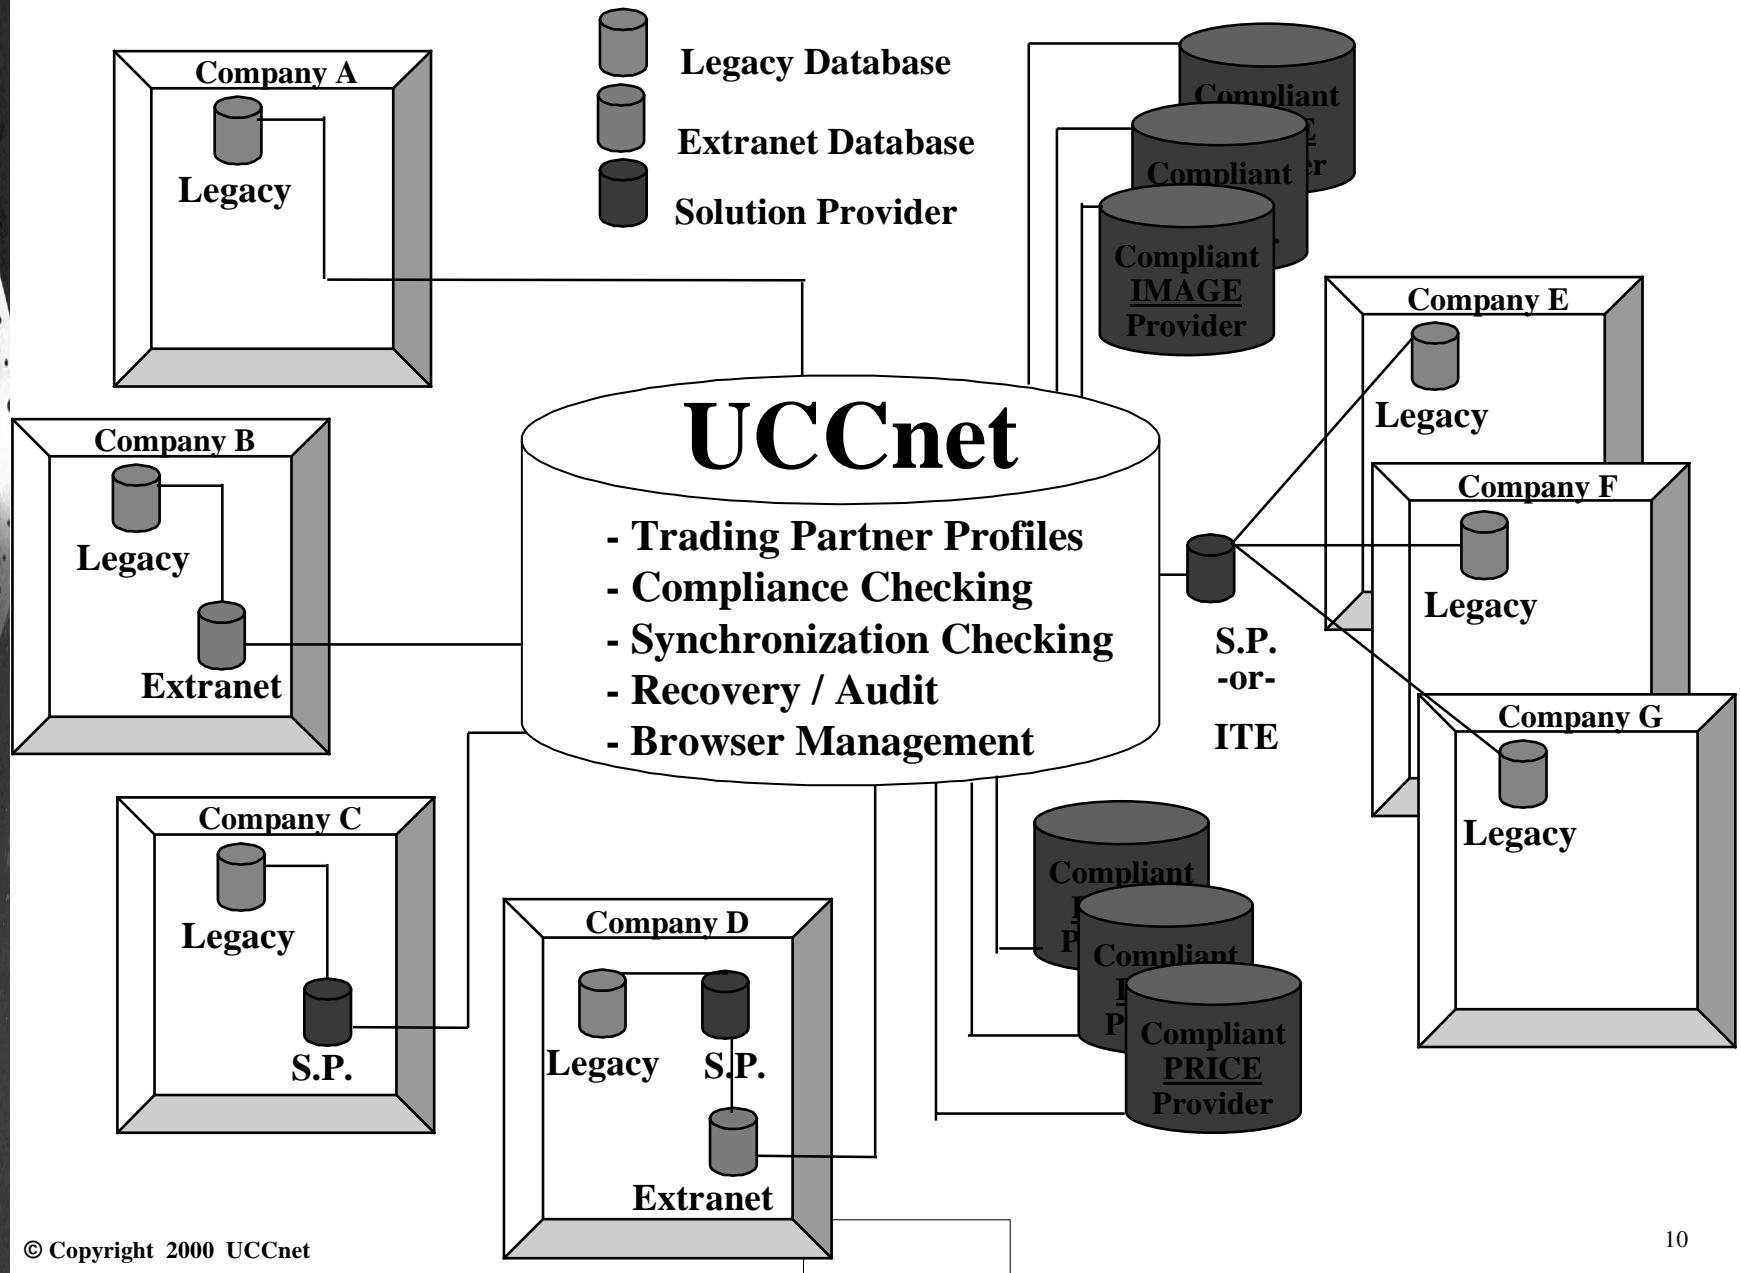 Company A
Legacy
Legacy Database
Extranet Database
Solution Provider
Compliant
Compliant
Compliant
IMAGE
Provider
Company B
Legacy
Extranet
UCCnet
- Trading Partner Profiles
- Compliance Checking
- Synchronization Checking
- Recovery / Audit
- Browser Management
S.P.
-or-
ITE
Company E
Legacy
Company F
Legacy
Company G
Legacy
Company C
Legacy
S.P.
Company D
Legacy
S.P.
Extranet
Compliant
Compliant
Compliant
PRICE
Provider
© Copyright 2000 UCCnet
10